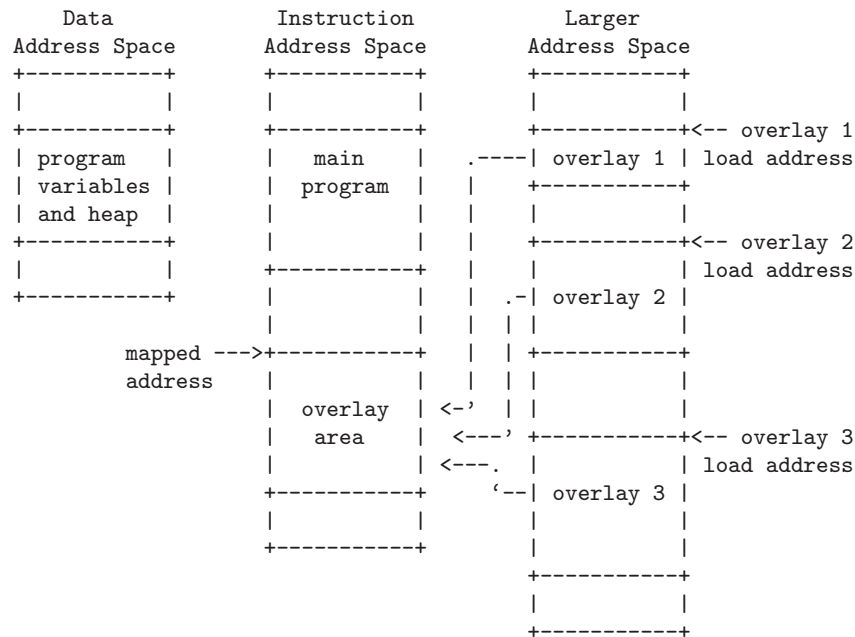 Data             Instruction            Larger
Address Space       Address Space        Address Space
+-----------+       +-----------+        +-----------+
|           |       |           |        |           |
+-----------+       +-----------+        +-----------+<-- overlay 1
| program   |       |   main    |   .----| overlay 1 | load address
| variables |       |  program  |   |    +-----------+
| and heap  |       |           |   |    |           |
+-----------+       |           |   |    +-----------+<-- overlay 2
|           |       +-----------+   |    |           | load address
+-----------+       |           |   |  .-| overlay 2 |
                    |           |   |  | |           |
         mapped --->+-----------+   |  | +-----------+
         address    |           |   |  | |           |
                    |  overlay  | <-'  | |           |
                    |   area    |  <---' +-----------+<-- overlay 3
                    |           | <---.  |           | load address
                    +-----------+     ‘--| overlay 3 |
                    |           |        |           |
                    +-----------+        |           |
                                         +-----------+
                                         |           |
                                         +-----------+